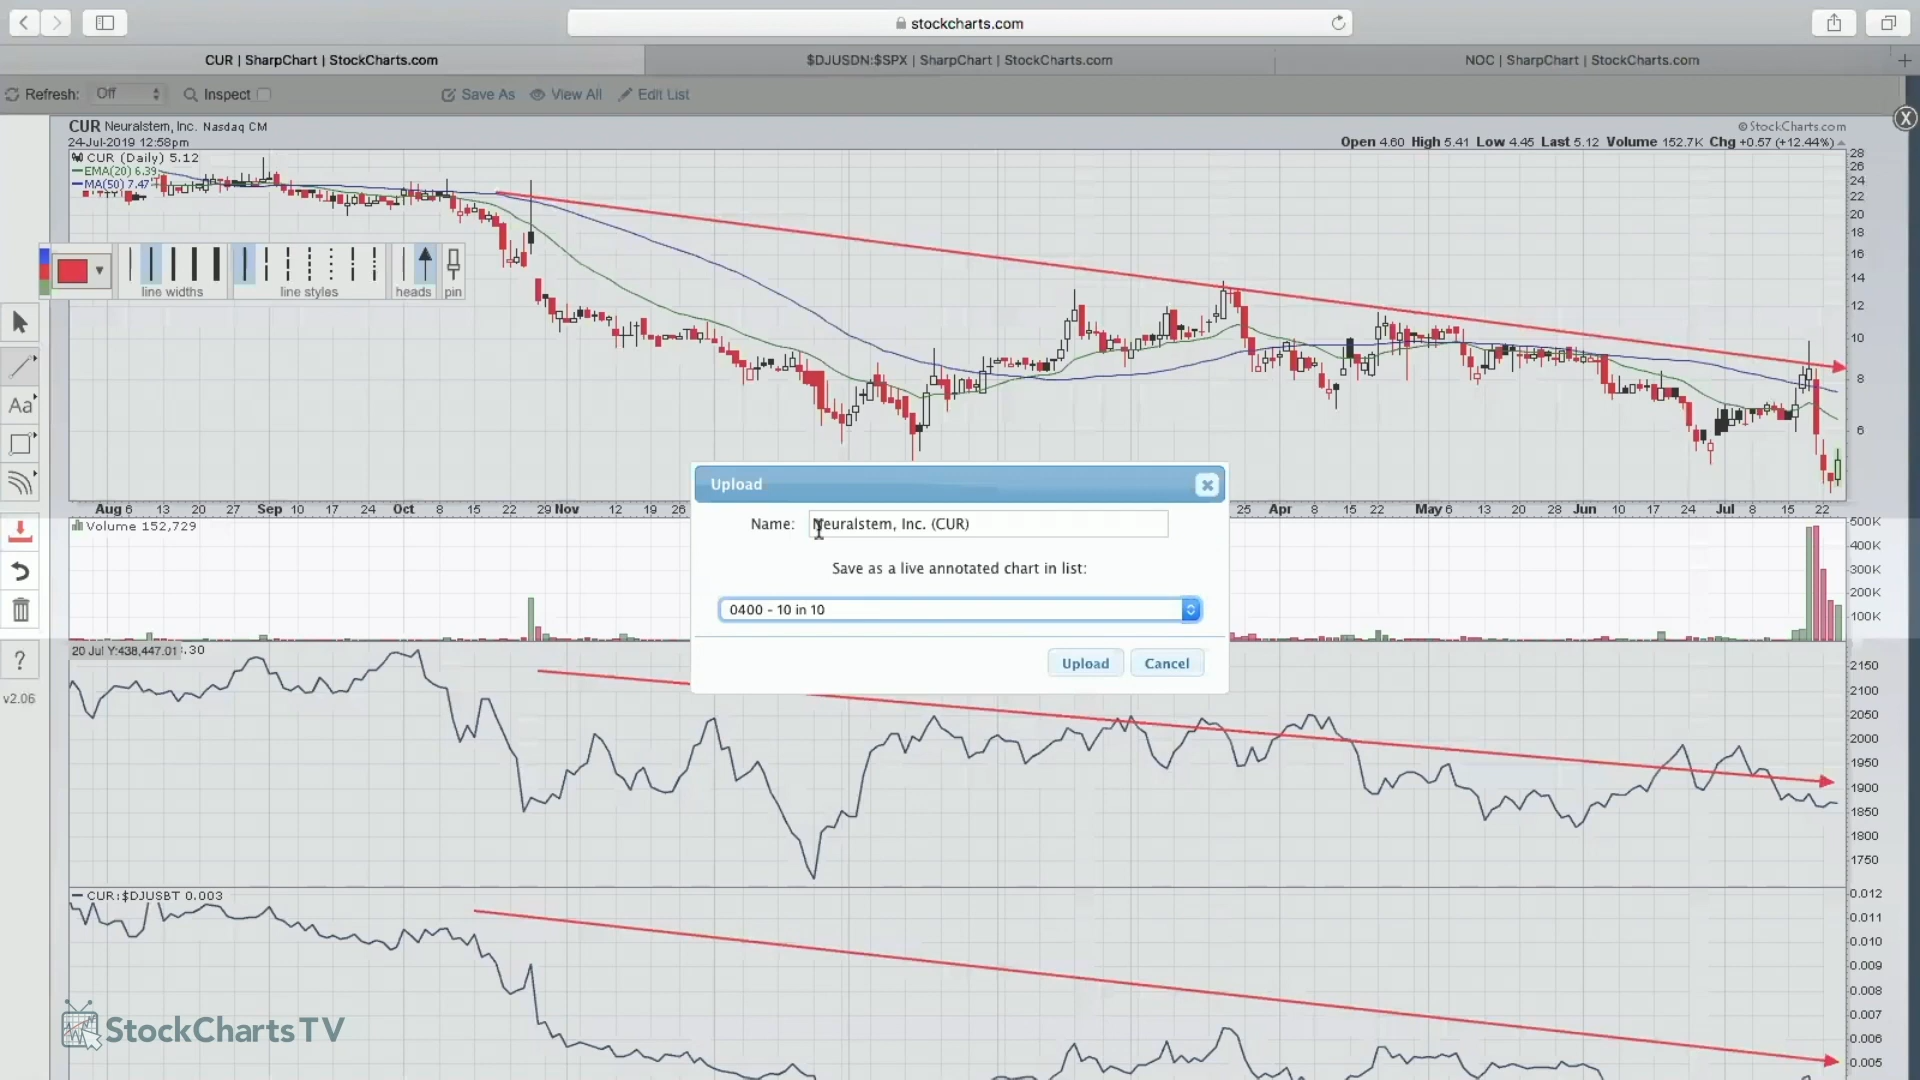 stockcharts.com
CUR | SharpChart | StockCharts.com
$DJUSDN:$SPX | SharpChart | StockCharts.com
NOC | SharpChart | StockCharts.com
Refresh: Off Inspect Save As View All Edit List
X
CUR Neuralstem, Inc. Nasdaq CM
© StockCharts.com
24-Jul-2019 12:58pm
Open 4.60 High 5.41 Low 4.45 Last 5.12 Volume 152.7K Chg +0.57 (+12.44%)
CUR (Daily) 5.12
EMA(20) 6.39
MA(50) 7.47
28
26
24
22
20
18
16
14
12
10
8
6
line widths line styles heads pin
Aa
?
v2.06
Aug 6 13 20 27 Sep 10 17 24 Oct 8 15 22 29 Nov 12 19 26
25 Apr 8 15 22 May 6 13 20 28 Jun 10 17 24 Jul 8 15 22
Upload
Name: Neuralstem, Inc. (CUR)
Save as a live annotated chart in list:
0400 - 10 in 10
Upload Cancel
Volume 152,729
500K
400K
300K
200K
100K
20 Jul Y:438,447.01 .30
2150
2100
2050
2000
1950
1900
1850
1800
1750
CUR:$DJUSBT 0.003
0.012
0.011
0.010
0.009
0.008
0.007
0.006
0.005
StockCharts TV